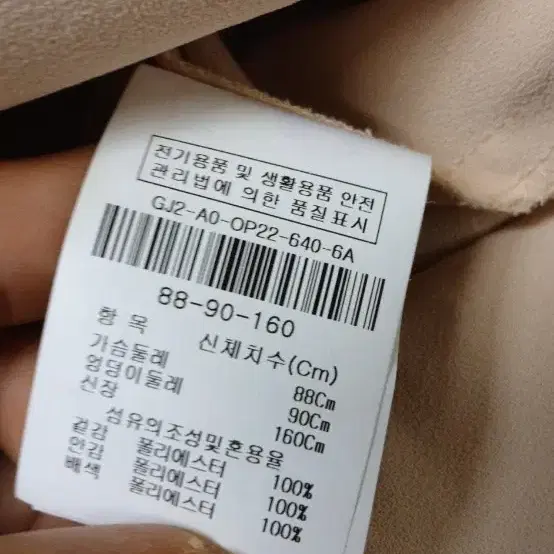 전기용품 및 생활용품 안전
관리법에 의한 품질표시
GJ2-A0-OP22-640-6A
88-90-160
항 목 신체치수(Cm)
가슴둘레 88Cm
엉덩이둘레 90Cm
신장 160Cm
섬유의조성및혼용율
겉감 폴리에스터 100%
안감 폴리에스터 100%
배색 폴리에스터 100%